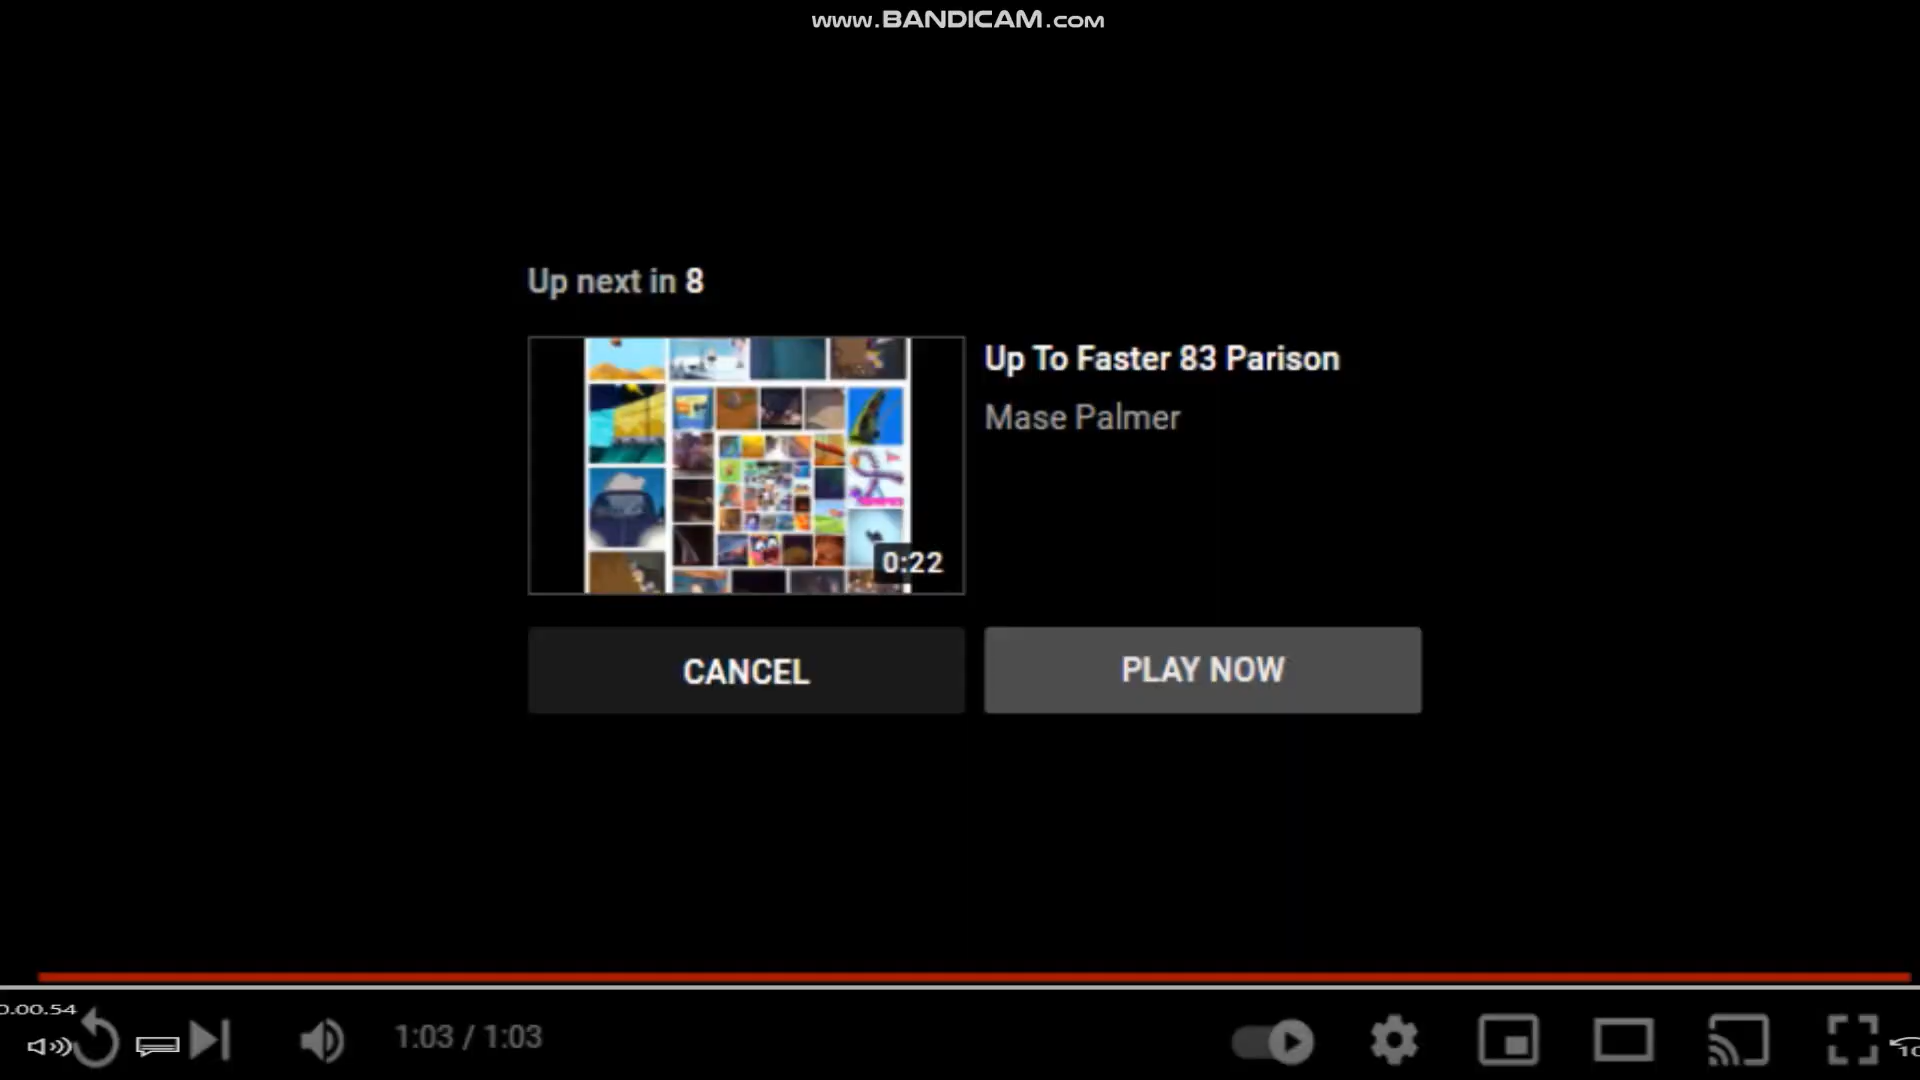 www.BANDICAM.com
Up next in 8
Up To Faster 83 Parison
Mase Palmer
0:22
CANCEL
PLAY NOW
0.00.54
1:03 / 1:03
10